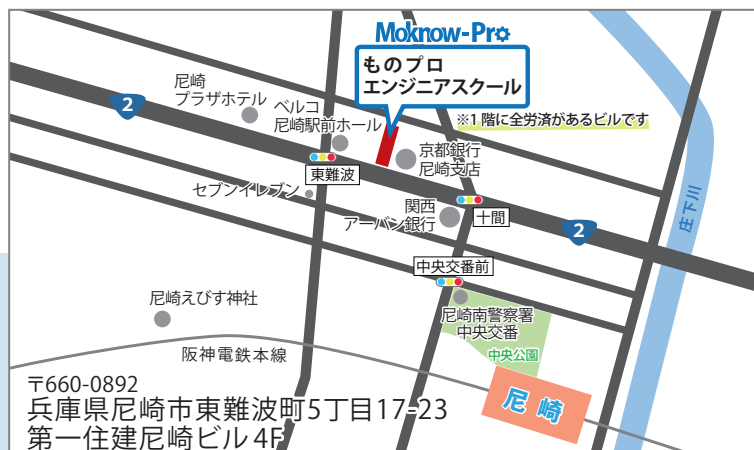 Moknow-Pro
ものプロ
エンジニアスクール
※1階に全労済があるビルです
2
尼崎
プラザホテル
ベルコ
尼崎駅前ホール
京都銀行
尼崎支店
東難波
セブンイレブン
関西
アーバン銀行
十間
2
庄下川
中央交番前
尼崎えびす神社
尼崎南警察署
中央交番
中央公園
阪神電鉄本線
尼崎
〒660-0892
兵庫県尼崎市東難波町5丁目17-23
第一住建尼崎ビル4F